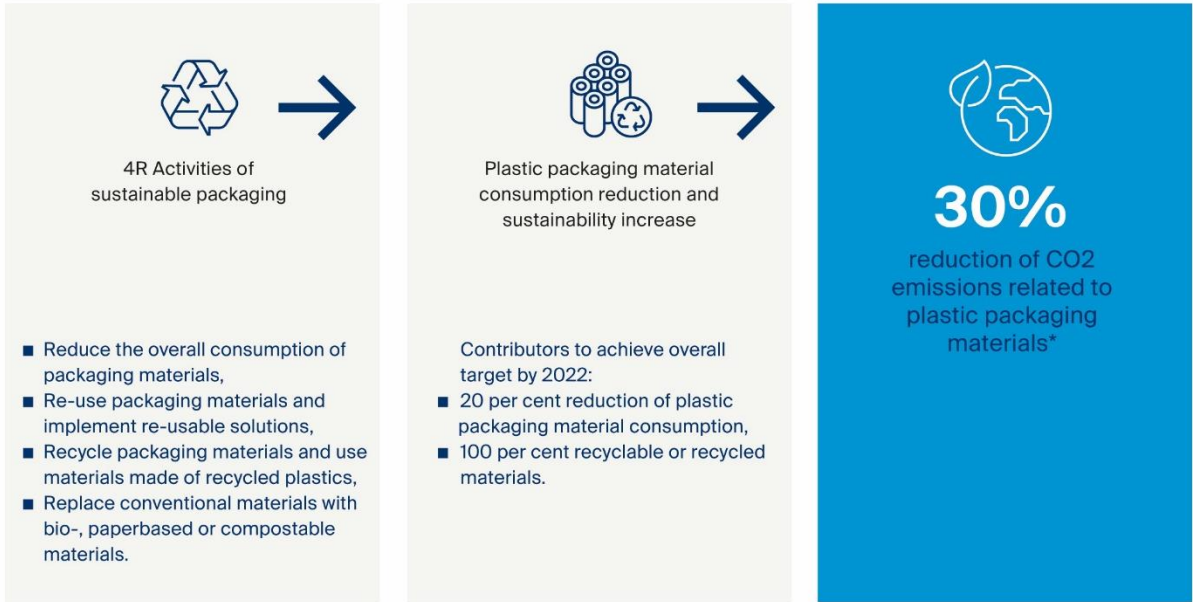 4R Activities of
sustainable packaging
■ Reduce the overall consumption of
packaging materials,
■ Re-use packaging materials and
implement re-usable solutions,
■ Recycle packaging materials and use
materials made of recycled plastics,
■ Replace conventional materials with
bio-, paperbased or compostable
materials.
Plastic packaging material
consumption reduction and
sustainability increase
Contributors to achieve overall
target by 2022:
■ 20 per cent reduction of plastic
packaging material consumption,
■ 100 per cent recyclable or recycled
materials.
30%
reduction of CO2
emissions related to
plastic packaging
materials*